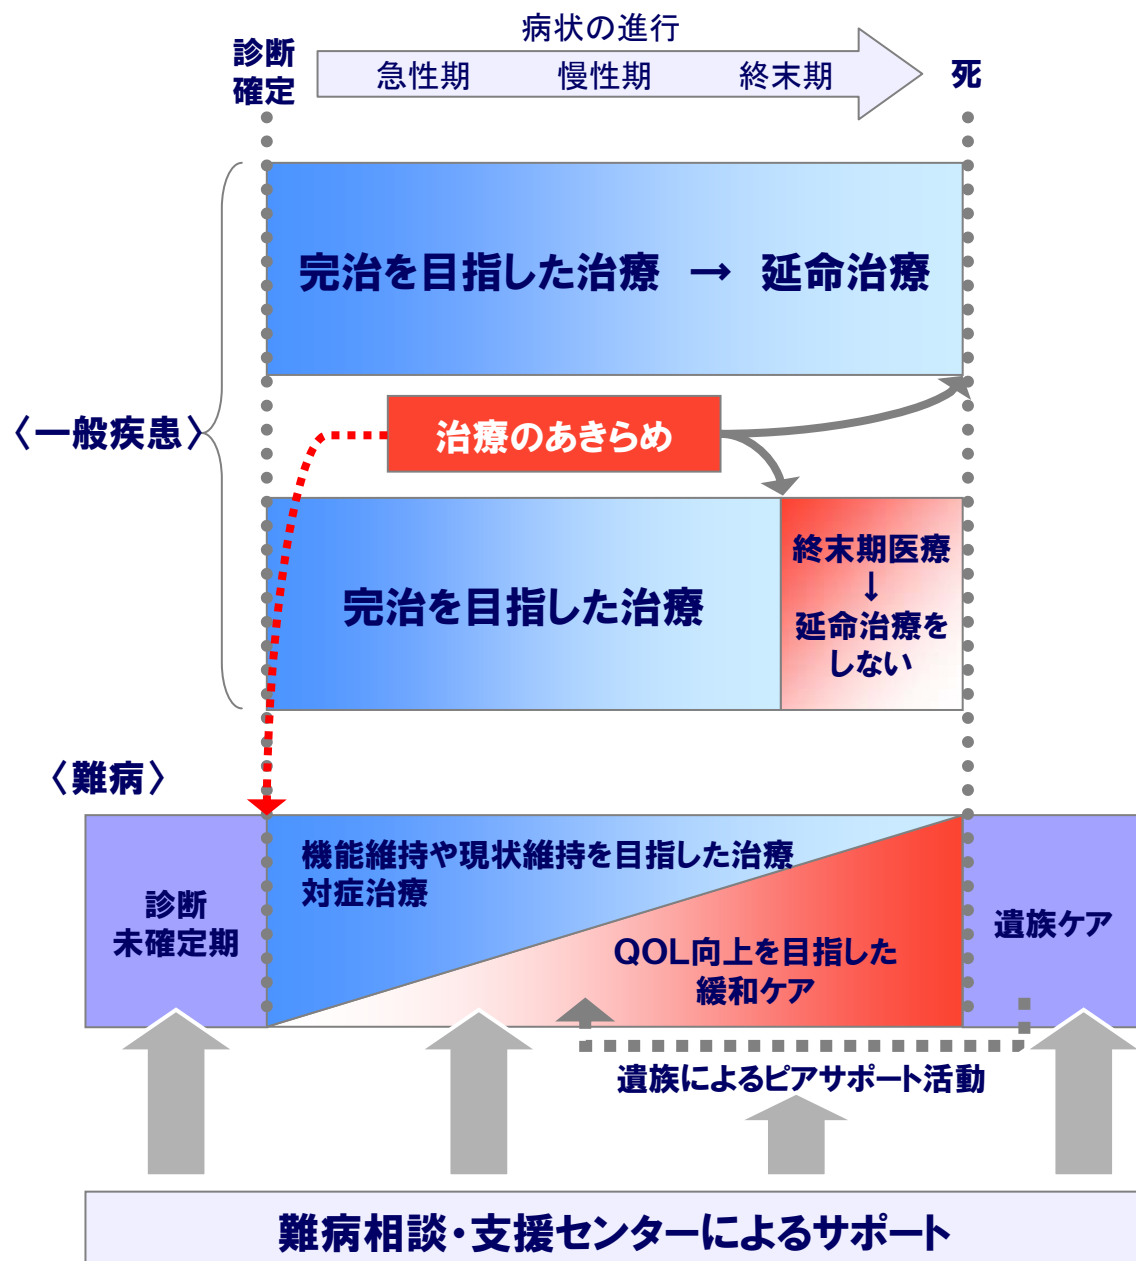 病状の進行
診断
確定
急性期 慢性期 終末期
死
完治を目指した治療 → 延命治療
〈一般疾患〉
治療のあきらめ
完治を目指した治療
終末期医療
↓
延命治療を
しない
〈難病〉
診断
未確定期
機能維持や現状維持を目指した治療
対症治療
QOL向上を目指した
緩和ケア
遺族ケア
遺族によるピアサポート活動
難病相談・支援センターによるサポート